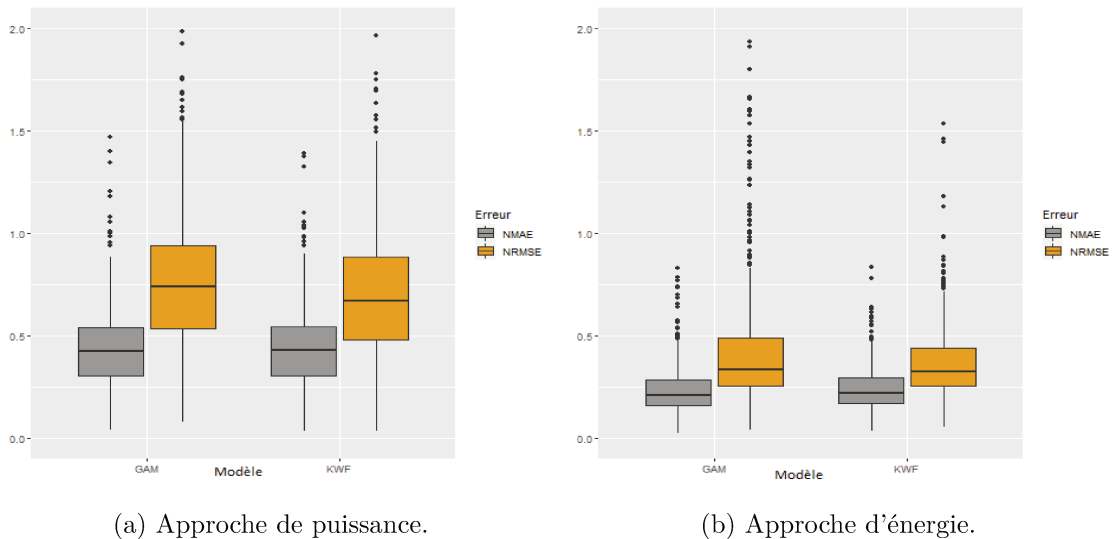 2.0
1.5
1.0
0.5
0.0
GAM
Modèle
KWF
Erreur
NMAE
NRMSE
(a) Approche de puissance.
2.0
1.5
1.0
0.5
0.0
GAM
Modèle
KWF
Erreur
NMAE
NRMSE
(b) Approche d'énergie.